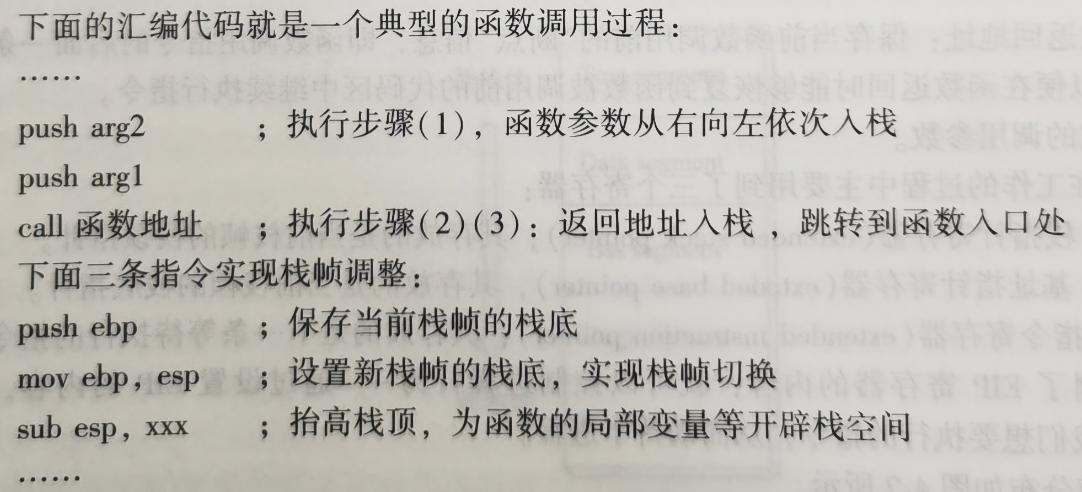 下面的汇编代码就是一个典型的函数调用过程：
……
push arg2 ；执行步骤(1)，函数参数从右向左依次入栈
push arg1
call 函数地址 ；执行步骤(2)(3)：返回地址入栈，跳转到函数入口处
下面三条指令实现栈帧调整：
push ebp ；保存当前栈帧的栈底
mov ebp，esp ；设置新栈帧的栈底，实现栈帧切换
sub esp，xxx ；抬高栈顶，为函数的局部变量等开辟栈空间
……